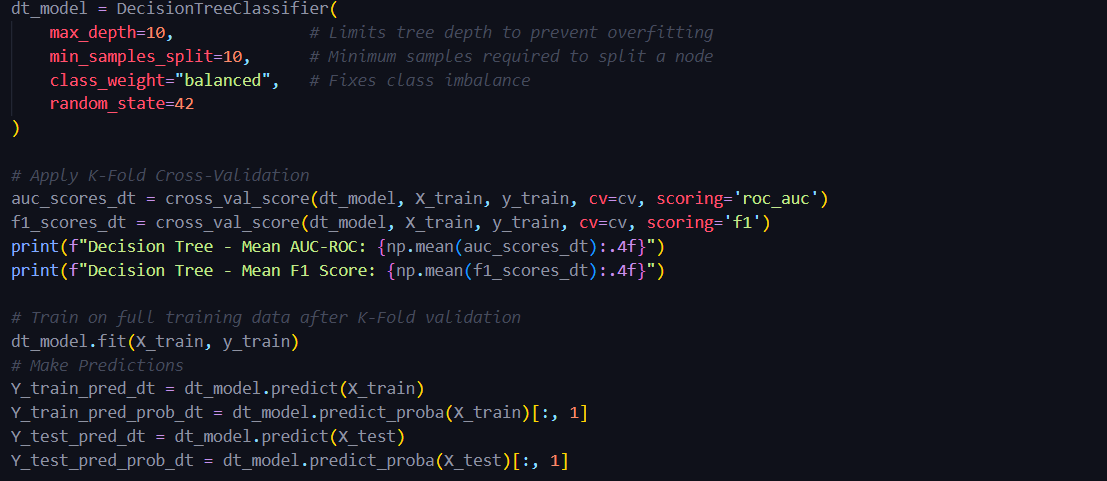 dt_model = DecisionTreeClassifier(
    max_depth=10,              # Limits tree depth to prevent overfitting
    min_samples_split=10,      # Minimum samples required to split a node
    class_weight="balanced",   # Fixes class imbalance
    random_state=42
)

# Apply K-Fold Cross-Validation
auc_scores_dt = cross_val_score(dt_model, X_train, y_train, cv=cv, scoring='roc_auc')
f1_scores_dt = cross_val_score(dt_model, X_train, y_train, cv=cv, scoring='f1')
print(f"Decision Tree - Mean AUC-ROC: {np.mean(auc_scores_dt):.4f}")
print(f"Decision Tree - Mean F1 Score: {np.mean(f1_scores_dt):.4f}")

# Train on full training data after K-Fold validation
dt_model.fit(X_train, y_train)
# Make Predictions
Y_train_pred_dt = dt_model.predict(X_train)
Y_train_pred_prob_dt = dt_model.predict_proba(X_train)[:, 1]
Y_test_pred_dt = dt_model.predict(X_test)
Y_test_pred_prob_dt = dt_model.predict_proba(X_test)[:, 1]